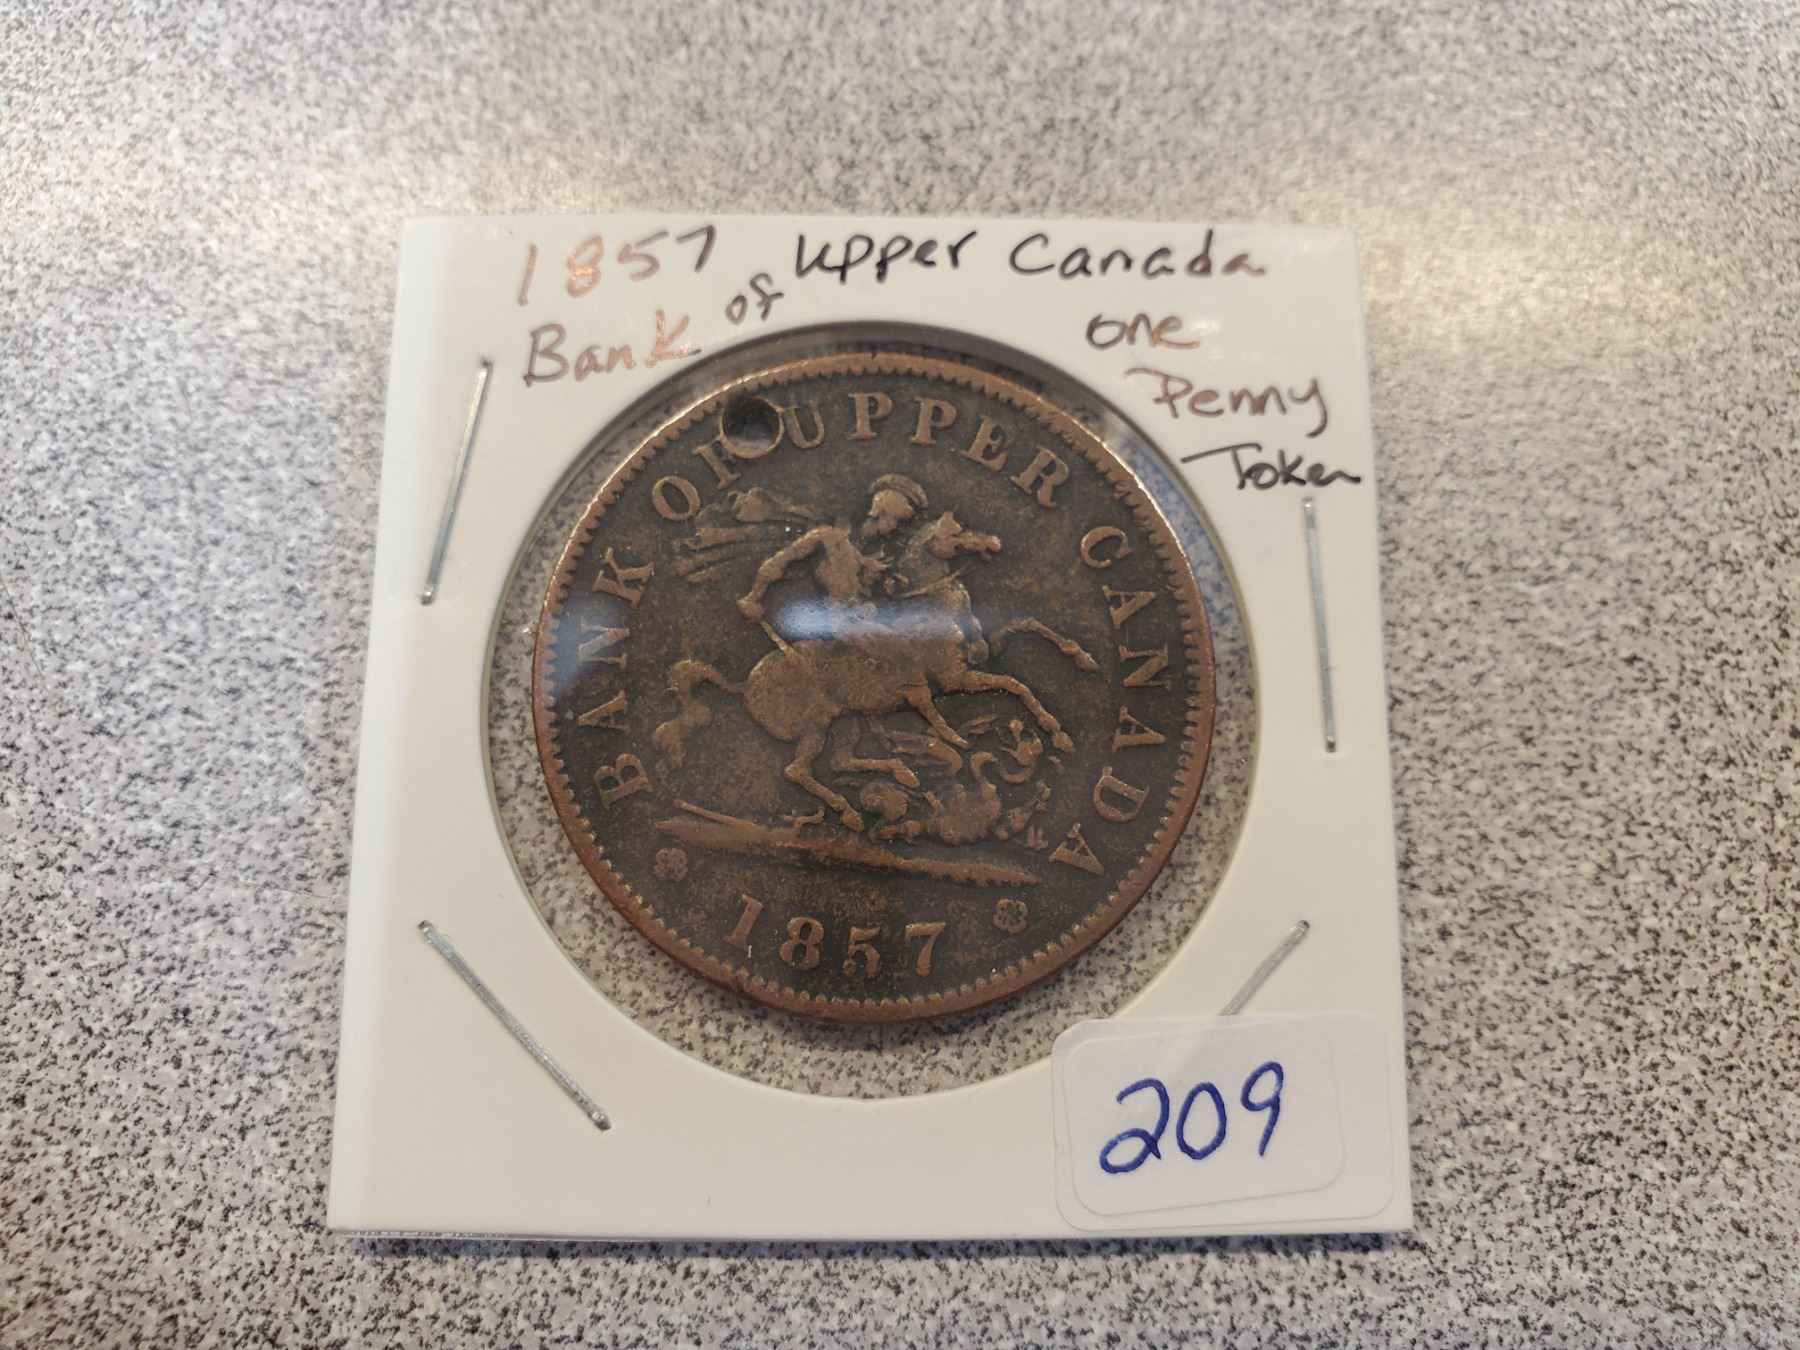 1857 Upper Canada
Bank of one
Penny
Token
BANK OF UPPER CANADA
1857
209